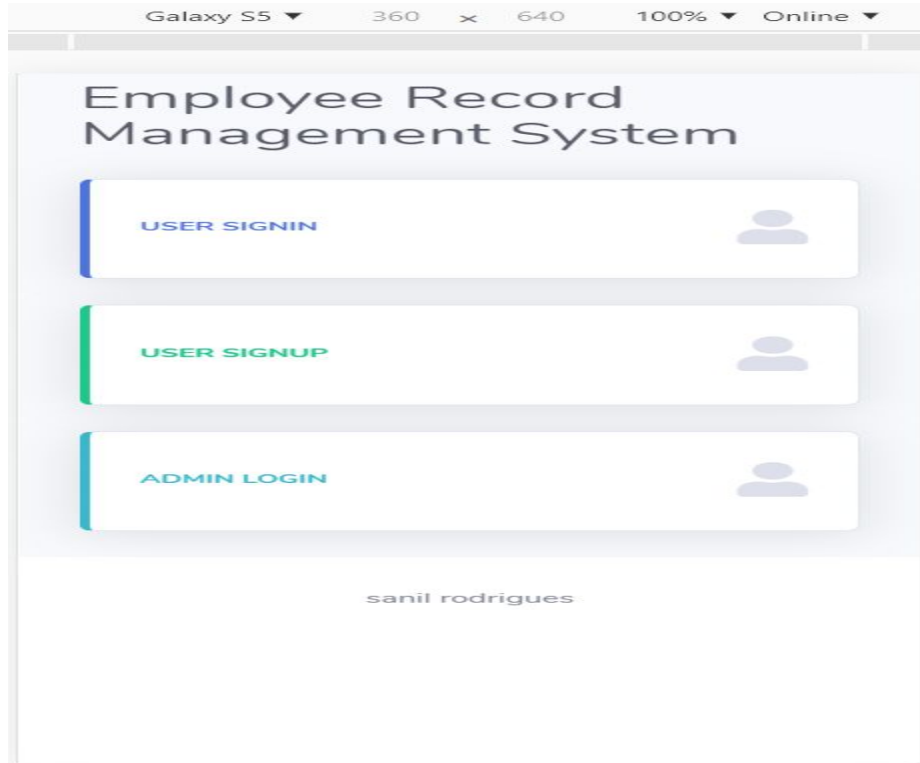 Galaxy S5 ▼ 360 × 640 100% ▼ Online ▼
Employee Record
Management System
USER SIGNIN
USER SIGNUP
ADMIN LOGIN
sanil rodrigues